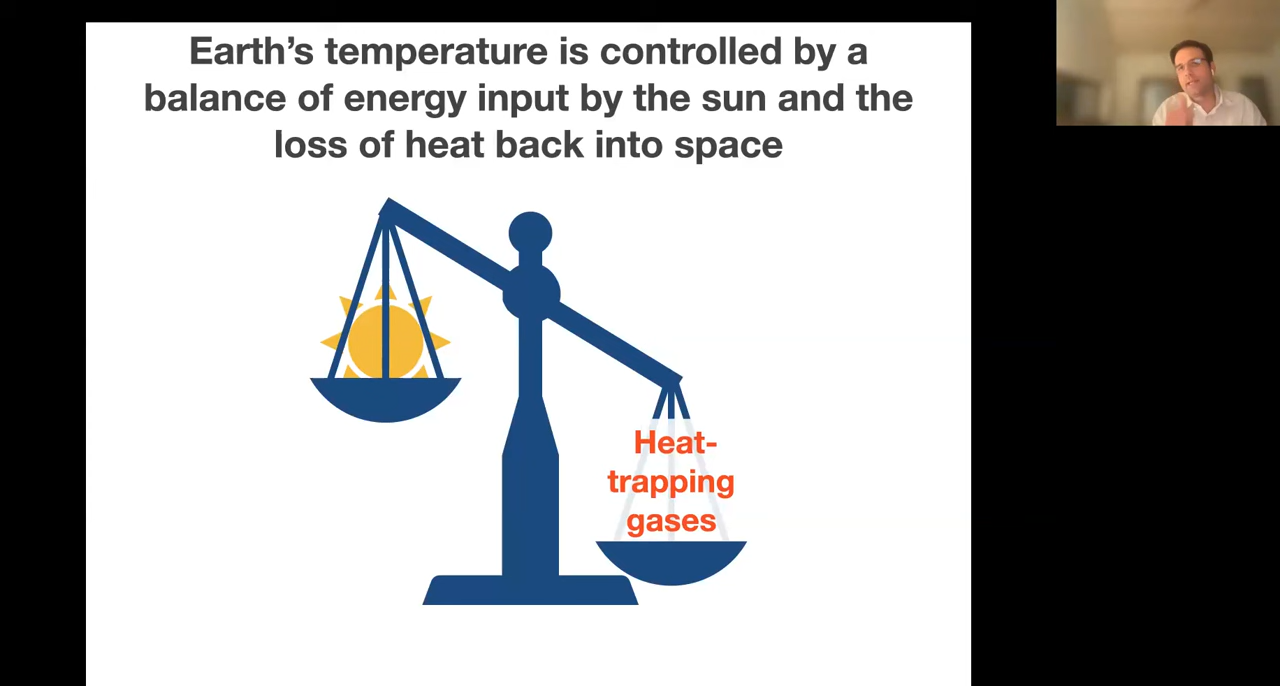 Earth’s temperature is controlled by a
balance of energy input by the sun and the
loss of heat back into space
Heat-
trapping
gases